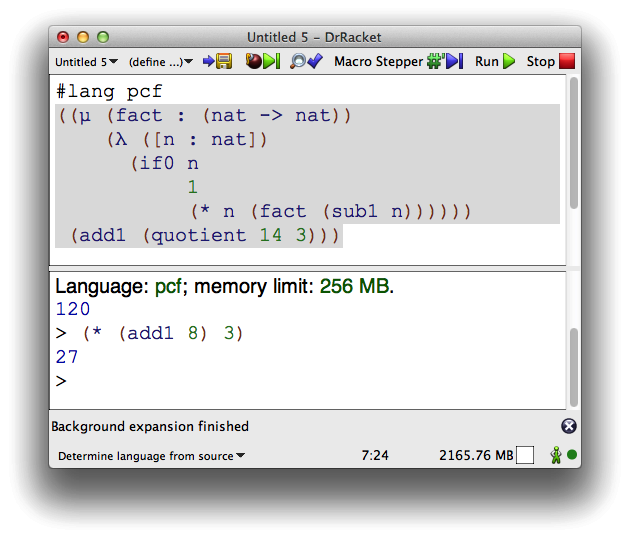 Untitled 5 - DrRacket
Untitled 5 (define ...) Macro Stepper Run Stop
#lang pcf
((μ (fact : (nat -> nat))
(λ ([n : nat])
(if0 n
1
(* n (fact (sub1 n))))))
(add1 (quotient 14 3)))
Language: pcf; memory limit: 256 MB.
120
> (* (add1 8) 3)
27
>
Background expansion finished
Determine language from source 7:24 2165.76 MB